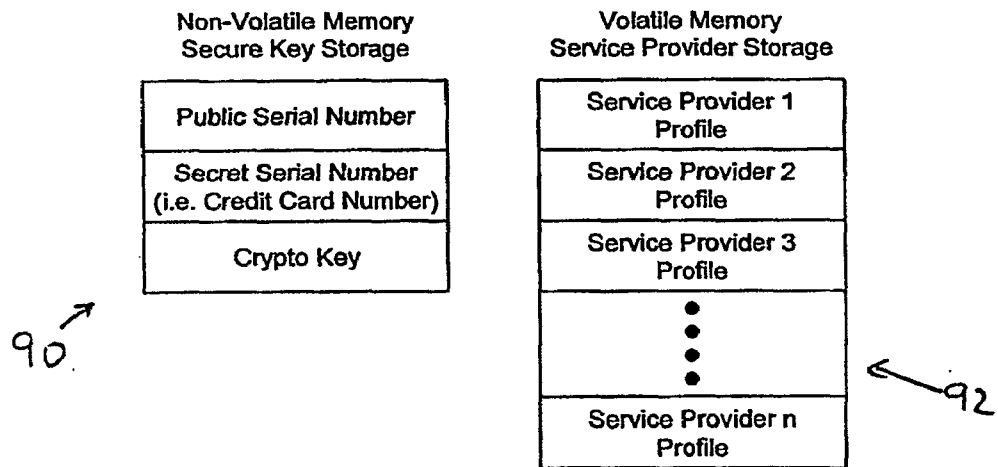 Non-Volatile Memory
Secure Key Storage
Public Serial Number
Secret Serial Number
(i.e. Credit Card Number)
Crypto Key
90
Volatile Memory
Service Provider Storage
Service Provider 1
Profile
Service Provider 2
Profile
Service Provider 3
Profile
Service Provider n
Profile
92